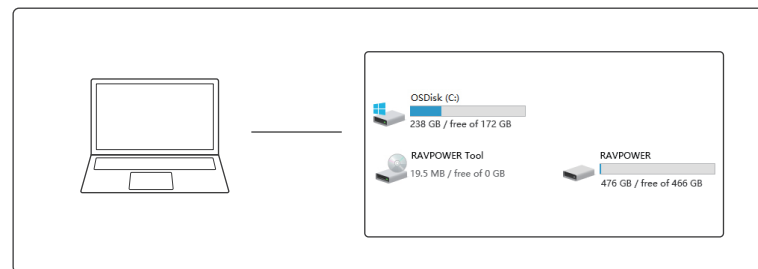 OSDisk (C:)
238 GB / free of 172 GB
RAVPOWER Tool
19.5 MB / free of 0 GB
RAVPOWER
476 GB / free of 466 GB